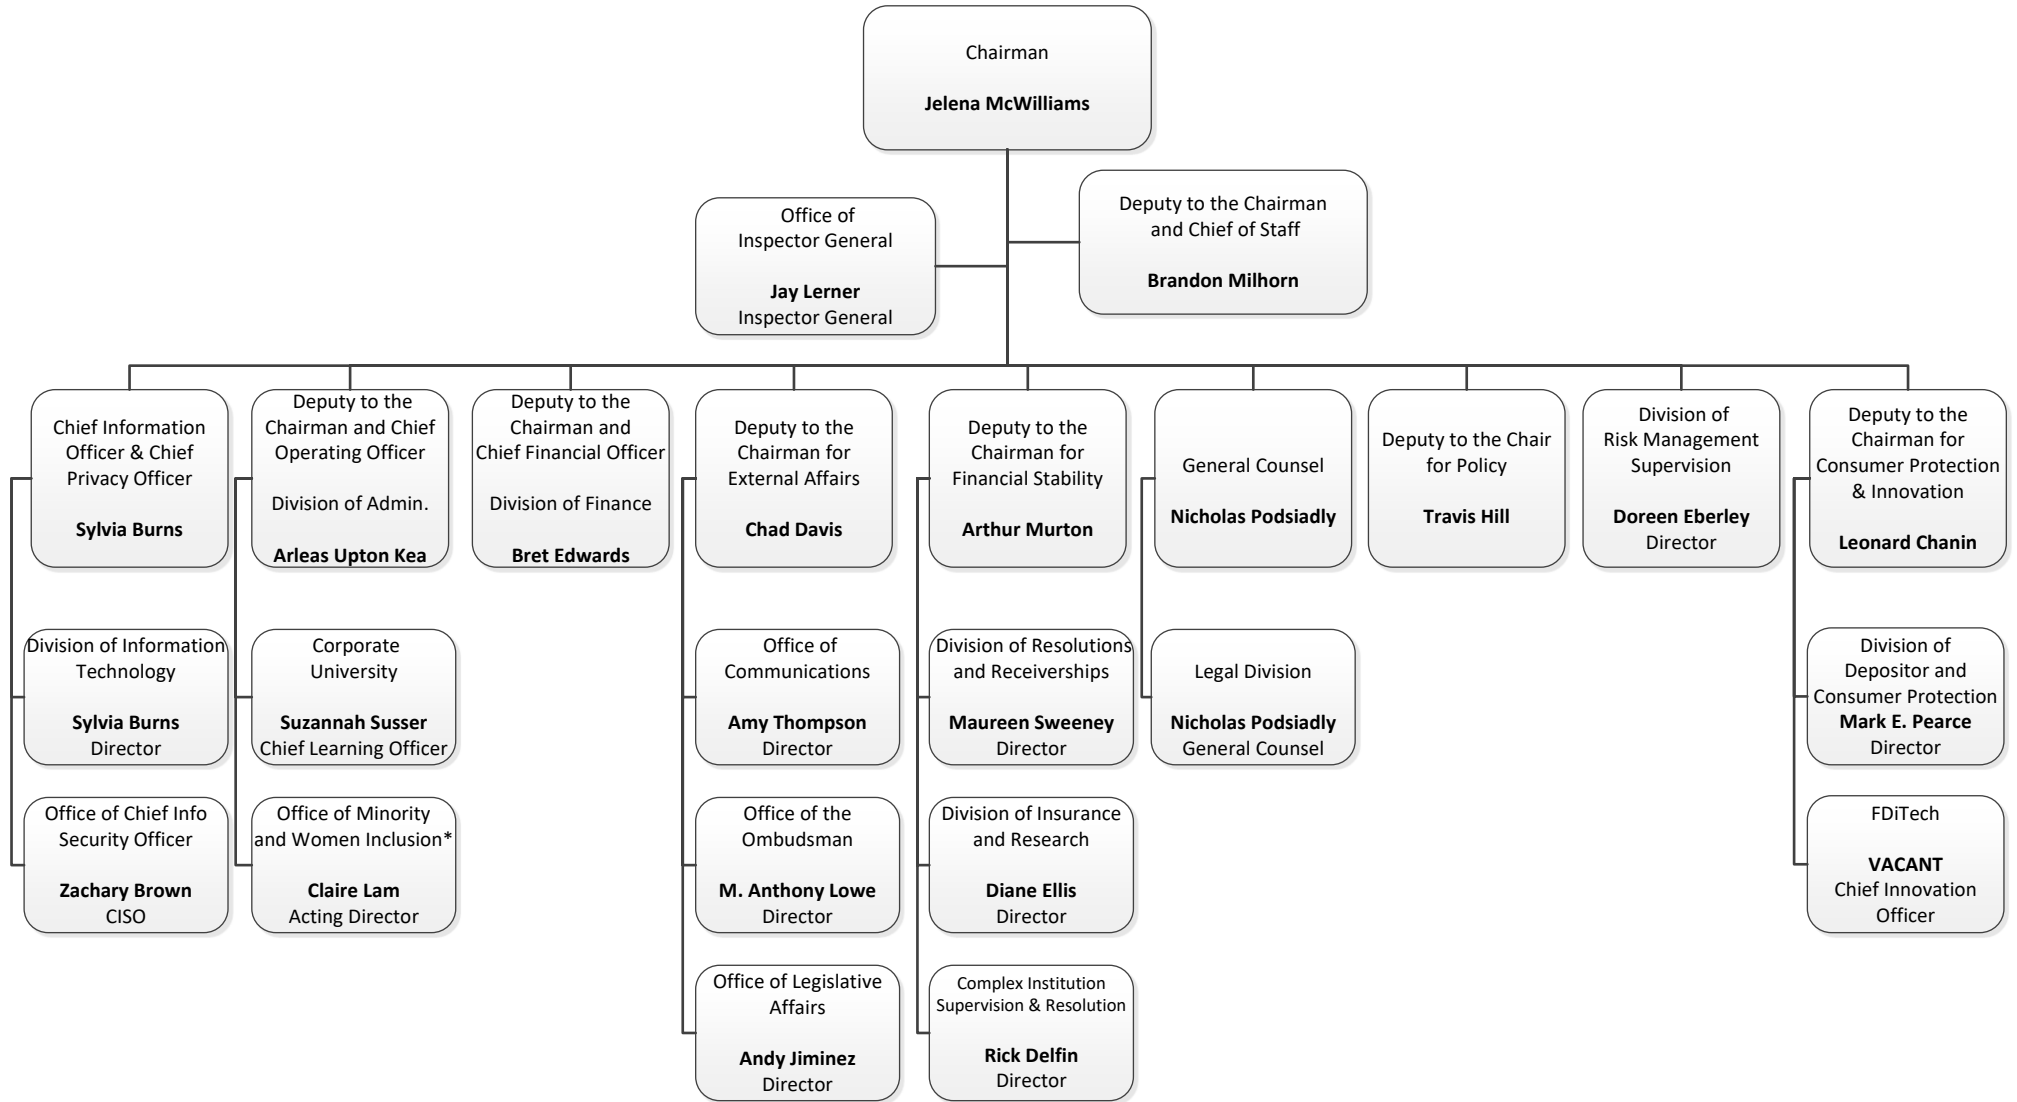 Chairman
Jelena McWilliams
Deputy to the Chairman
and Chief of Staff
Brandon Milhorn
Office of
Inspector General
Jay Lerner
Inspector General
Chief Information
Officer & Chief
Privacy Officer
Sylvia Burns
Deputy to the
Chairman and Chief
Operating Officer
Division of Admin.
Arleas Upton Kea
Deputy to the
Chairman and
Chief Financial Officer
Division of Finance
Bret Edwards
Deputy to the
Chairman for
External Affairs
Chad Davis
Deputy to the
Chairman for
Financial Stability
Arthur Murton
General Counsel
Nicholas Podsiadly
Deputy to the Chair
for Policy
Travis Hill
Division of
Risk Management
Supervision
Doreen Eberley
Director
Deputy to the
Chairman for
Consumer Protection
& Innovation
Leonard Chanin
Division of Information
Technology
Sylvia Burns
Director
Corporate
University
Suzannah Susser
Chief Learning Officer
Office of
Communications
Amy Thompson
Director
Division of Resolutions
and Receiverships
Maureen Sweeney
Director
Legal Division
Nicholas Podsiadly
General Counsel
Division of
Depositor and
Consumer Protection
Mark E. Pearce
Director
Office of Chief Info
Security Officer
Zachary Brown
CISO
Office of Minority
and Women Inclusion*
Claire Lam
Acting Director
Office of the
Ombudsman
M. Anthony Lowe
Director
Division of Insurance
and Research
Diane Ellis
Director
FDiTech
VACANT
Chief Innovation
Officer
Office of Legislative
Affairs
Andy Jiminez
Director
Complex Institution
Supervision & Resolution
Rick Delfin
Director